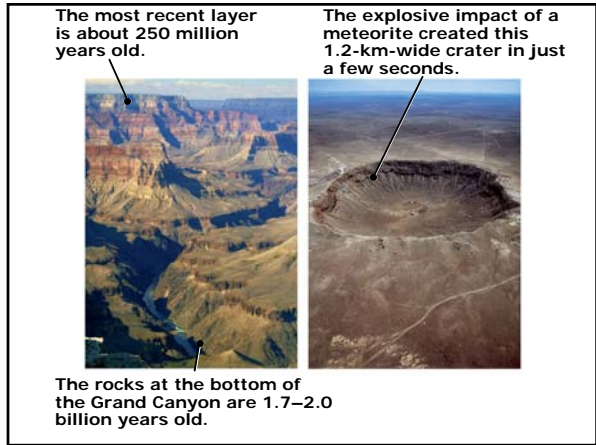 The most recent layer
is about 250 million
years old.
The explosive impact of a
meteorite created this
1.2-km-wide crater in just
a few seconds.
The rocks at the bottom of
the Grand Canyon are 1.7–2.0
billion years old.